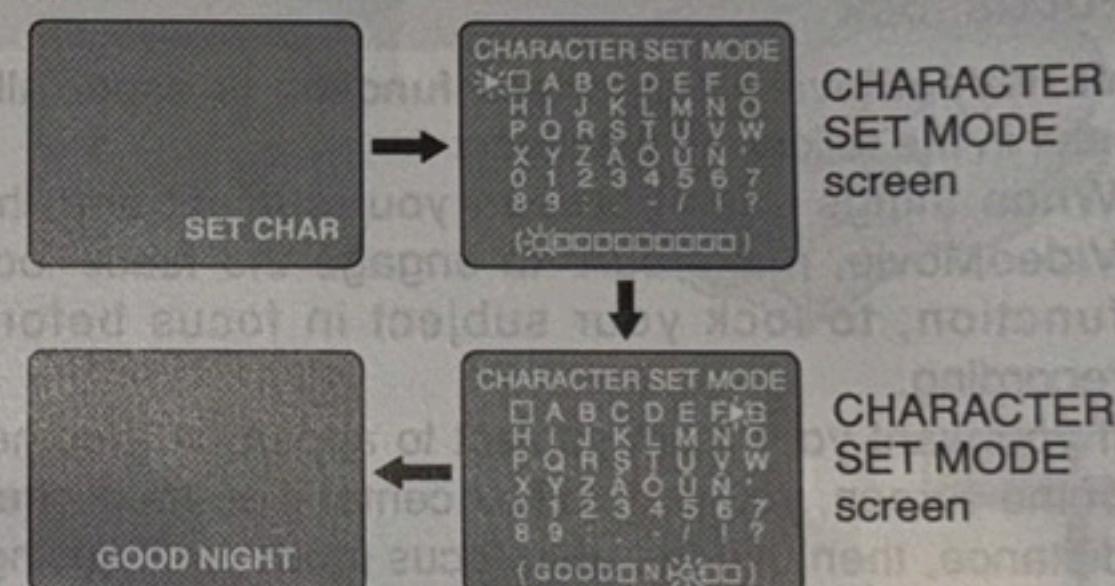 SET CHAR
CHARACTER SET MODE
▶□ A B C D E F G
H I J K L M N O
P Q R S T U V W
X Y Z Ä Ö Ü Ñ '
0 1 2 3 4 5 6 7
8 9 : . - / ! ?
(□□□□□□□□□□)
CHARACTER
SET MODE
screen
CHARACTER SET MODE
□ A B C D E F▶G
H I J K L M N O
P Q R S T U V W
X Y Z Ä Ö Ü Ñ '
0 1 2 3 4 5 6 7
8 9 : . - / ! ?
(GOOD□NIG□□)
CHARACTER
SET MODE
screen
GOOD NIGHT